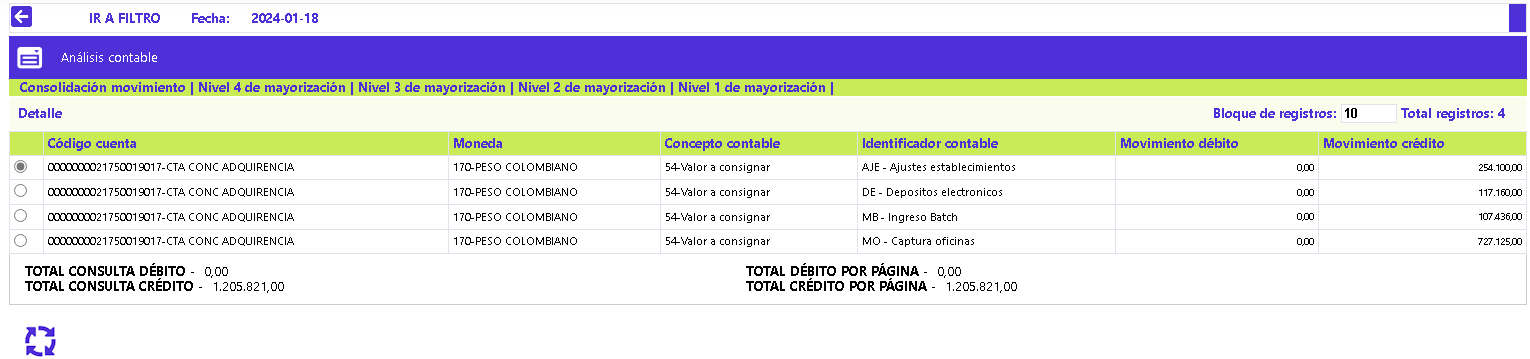 IR A FILTRO Fecha: 2024-01-18
Análisis contable
Consolidación movimiento | Nivel 4 de mayorización | Nivel 3 de mayorización | Nivel 2 de mayorización | Nivel 1 de mayorización |
Detalle Bloque de registros: 10 Total registros: 4
Código cuenta Moneda Concepto contable Identificador contable Movimiento débito Movimiento crédito
0000000021750019017-CTA CONC ADQUIRENCIA 170-PESO COLOMBIANO 54-Valor a consignar AJE - Ajustes establecimientos 0,00 254.100,00
0000000021750019017-CTA CONC ADQUIRENCIA 170-PESO COLOMBIANO 54-Valor a consignar DE - Depositos electronicos 0,00 117.160,00
0000000021750019017-CTA CONC ADQUIRENCIA 170-PESO COLOMBIANO 54-Valor a consignar MB - Ingreso Batch 0,00 107.436,00
0000000021750019017-CTA CONC ADQUIRENCIA 170-PESO COLOMBIANO 54-Valor a consignar MO - Captura oficinas 0,00 727.125,00
TOTAL CONSULTA DÉBITO - 0,00 TOTAL DÉBITO POR PÁGINA - 0,00
TOTAL CONSULTA CRÉDITO - 1.205.821,00 TOTAL CRÉDITO POR PÁGINA - 1.205.821,00